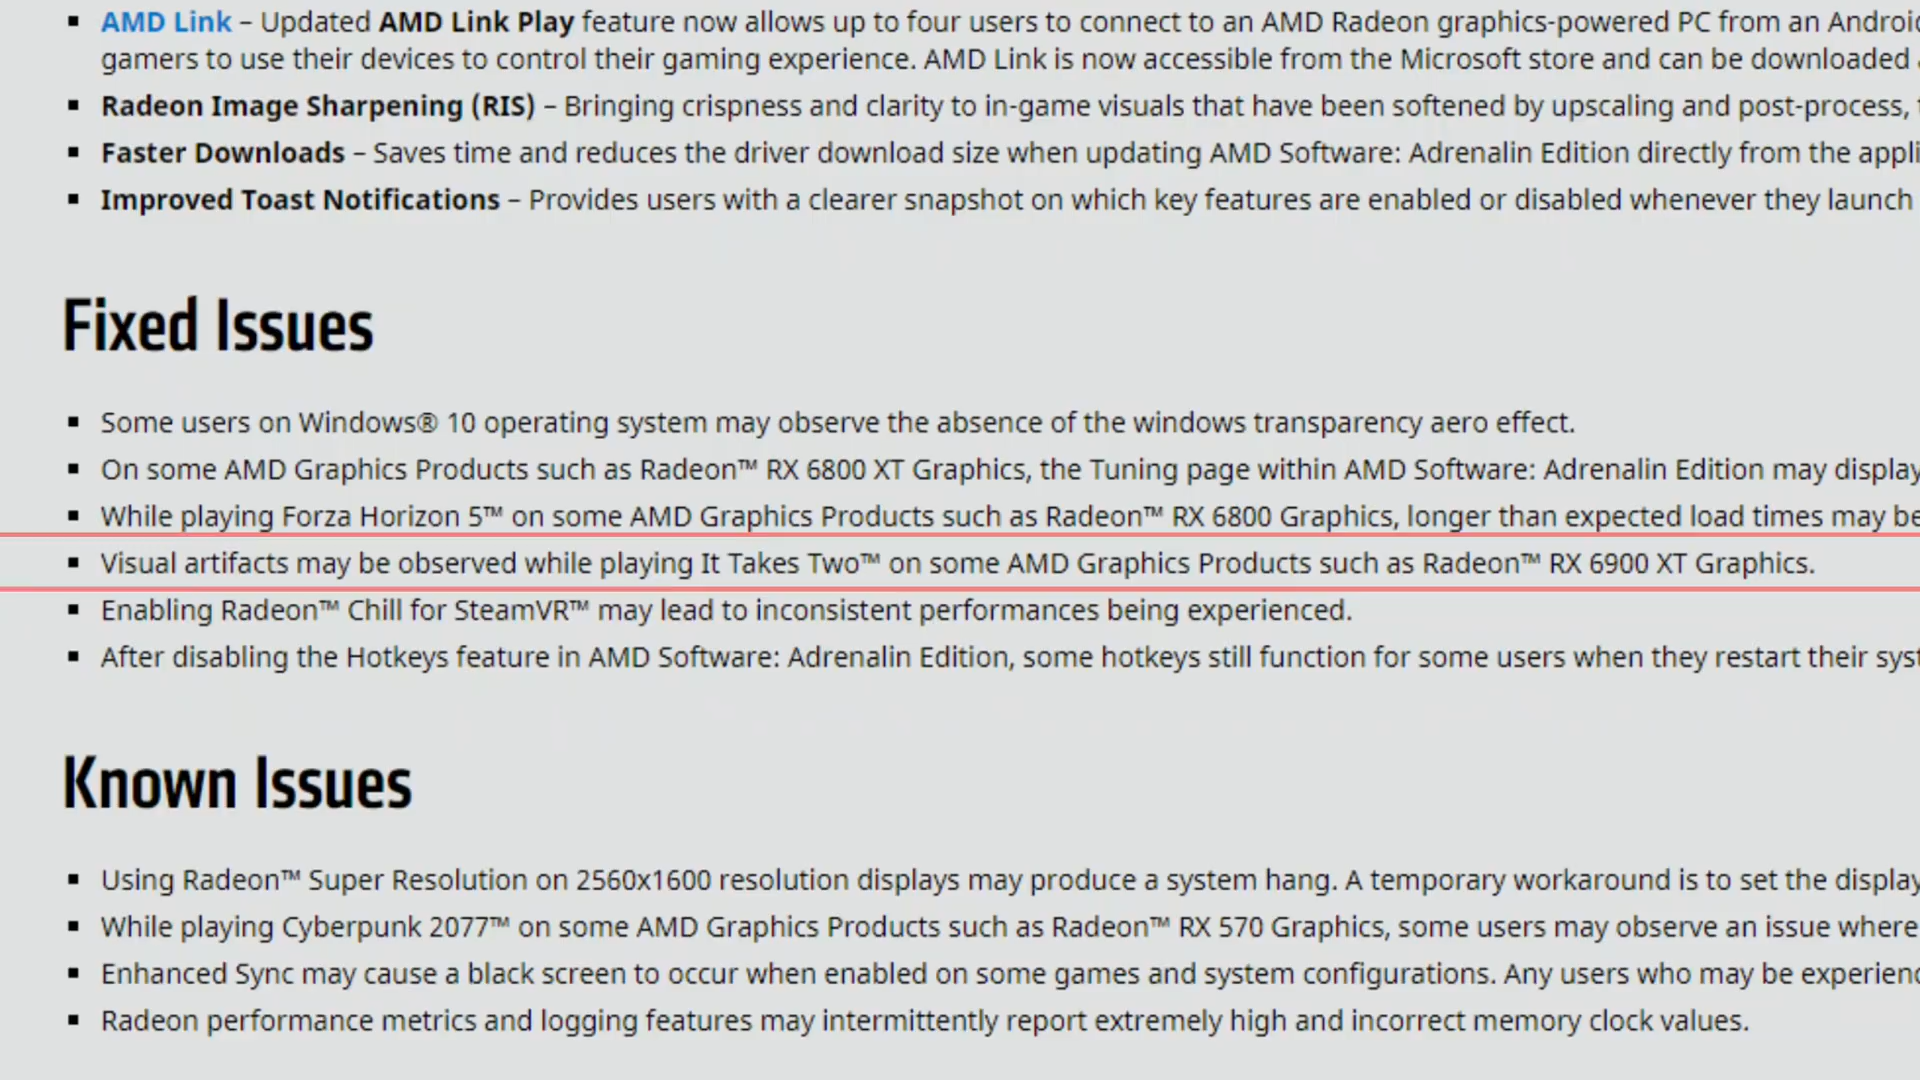 ▪ AMD Link – Updated AMD Link Play feature now allows up to four users to connect to an AMD Radeon graphics-powered PC from an
gamers to use their devices to control their gaming experience. AMD Link is now accessible from the Microsoft store and can be downloaded
▪ Radeon Image Sharpening (RIS) – Bringing crispness and clarity to in-game visuals that have been softened by upscaling and post-process,
▪ Faster Downloads – Saves time and reduces the driver download size when updating AMD Software: Adrenalin Edition directly from the
▪ Improved Toast Notifications – Provides users with a clearer snapshot on which key features are enabled or disabled whenever they launch
Fixed Issues
▪ Some users on Windows® 10 operating system may observe the absence of the windows transparency aero effect.
▪ On some AMD Graphics Products such as Radeon™ RX 6800 XT Graphics, the Tuning page within AMD Software: Adrenalin Edition may display
▪ While playing Forza Horizon 5™ on some AMD Graphics Products such as Radeon™ RX 6800 Graphics, longer than expected load times may be
▪ Visual artifacts may be observed while playing It Takes Two™ on some AMD Graphics Products such as Radeon™ RX 6900 XT Graphics.
▪ Enabling Radeon™ Chill for SteamVR™ may lead to inconsistent performances being experienced.
▪ After disabling the Hotkeys feature in AMD Software: Adrenalin Edition, some hotkeys still function for some users when they restart their
Known Issues
▪ Using Radeon™ Super Resolution on 2560x1600 resolution displays may produce a system hang. A temporary workaround is to set the display
▪ While playing Cyberpunk 2077™ on some AMD Graphics Products such as Radeon™ RX 570 Graphics, some users may observe an issue where
▪ Enhanced Sync may cause a black screen to occur when enabled on some games and system configurations. Any users who may be
▪ Radeon performance metrics and logging features may intermittently report extremely high and incorrect memory clock values.